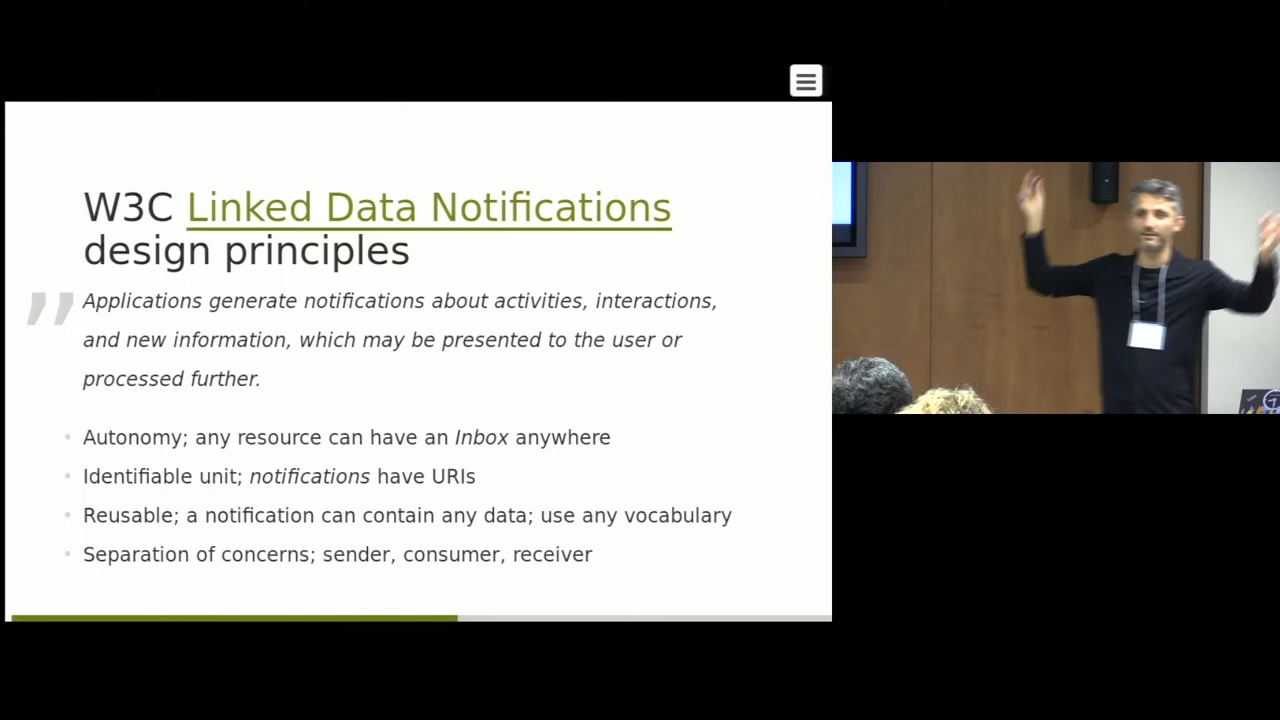 W3C Linked Data Notifications
design principles
” Applications generate notifications about activities, interactions,
and new information, which may be presented to the user or
processed further.
• Autonomy; any resource can have an Inbox anywhere
• Identifiable unit; notifications have URIs
• Reusable; a notification can contain any data; use any vocabulary
• Separation of concerns; sender, consumer, receiver